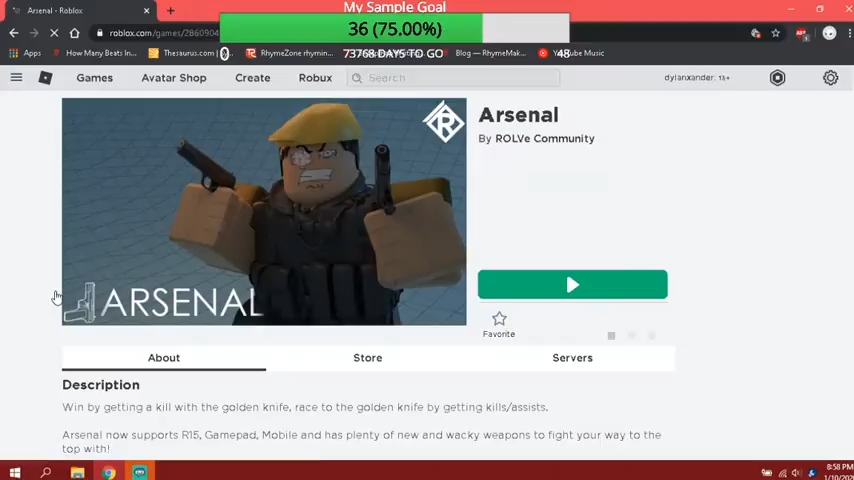 My Sample Goal
Arsenal - Roblox
36 (75.00%)
roblox.com/games/2860904
Apps
How Many Beats In...
Thesaurus.com
0
RhymeZone rhymin...
73768 DAYS TO GO
Blog — RhymeMak...
48
YouTube Music
Games
Avatar Shop
Create
Robux
Search
dylanxander: 13+
Arsenal
By ROLVe Community
ARSENAL
Favorite
About
Store
Servers
Description
Win by getting a kill with the golden knife, race to the golden knife by getting kills/assists.
Arsenal now supports R15, Gamepad, Mobile and has plenty of new and wacky weapons to fight your way to the
top with!
8:58 PM